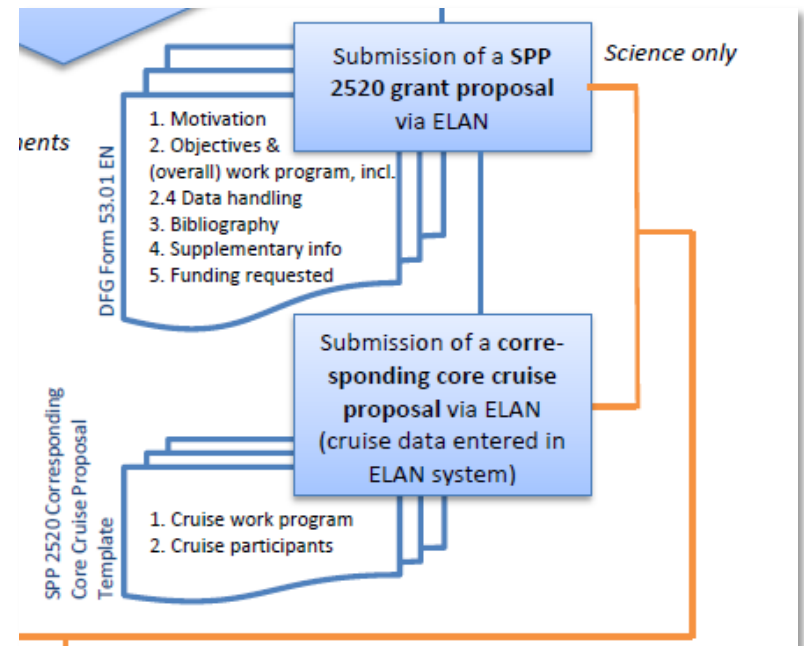 Submission of a SPP
2520 grant proposal
via ELAN
Science only
1. Motivation
2. Objectives &
(overall) work program, incl.
2.4 Data handling
3. Bibliography
4. Supplementary info
5. Funding requested
DFG Form 53.01 EN
Submission of a corre-
sponding core cruise
proposal via ELAN
(cruise data entered in
ELAN system)
1. Cruise work program
2. Cruise participants
SPP 2520 Corresponding
Core Cruise Proposal
Template